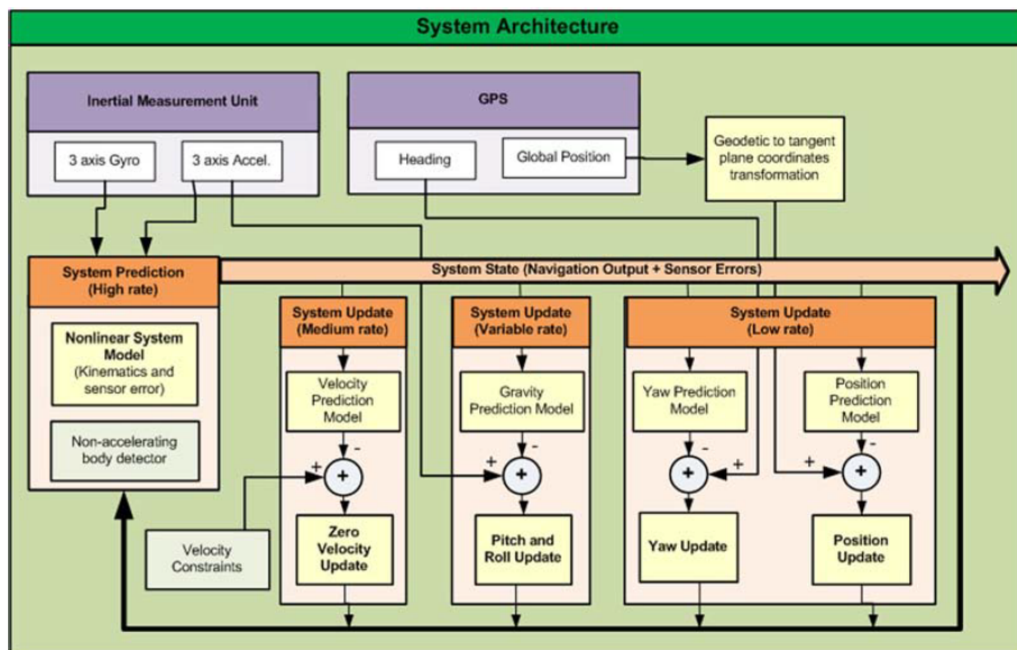 System Architecture
Inertial Measurement Unit
3 axis Gyro
3 axis Accel.
GPS
Heading
Global Position
Geodetic to tangent
plane coordinates
transformation
System Prediction
(High rate)
Nonlinear System
Model
(Kinematics and
sensor error)
Non-accelerating
body detector
System State (Navigation Output + Sensor Errors)
System Update
(Medium rate)
Velocity
Prediction
Model
-
+
+
Zero
Velocity
Update
Velocity
Constraints
System Update
(Variable rate)
Gravity
Prediction Model
-
+
+
Pitch and
Roll Update
System Update
(Low rate)
Yaw Prediction
Model
-
+
+
Yaw Update
Position
Prediction
Model
-
+
+
Position
Update